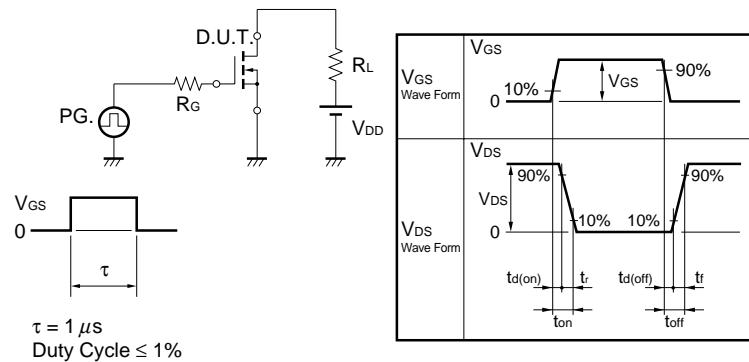 D.U.T.
RL
RG
PG.
VDD
VGS
0
τ
τ = 1 μs
Duty Cycle ≤ 1%
VGS
Wave Form
VGS
10%
0
VGS
90%
VDS
Wave Form
VDS
90%
VDS
0
10%
10%
90%
td(on)
tr
td(off)
tf
ton
toff